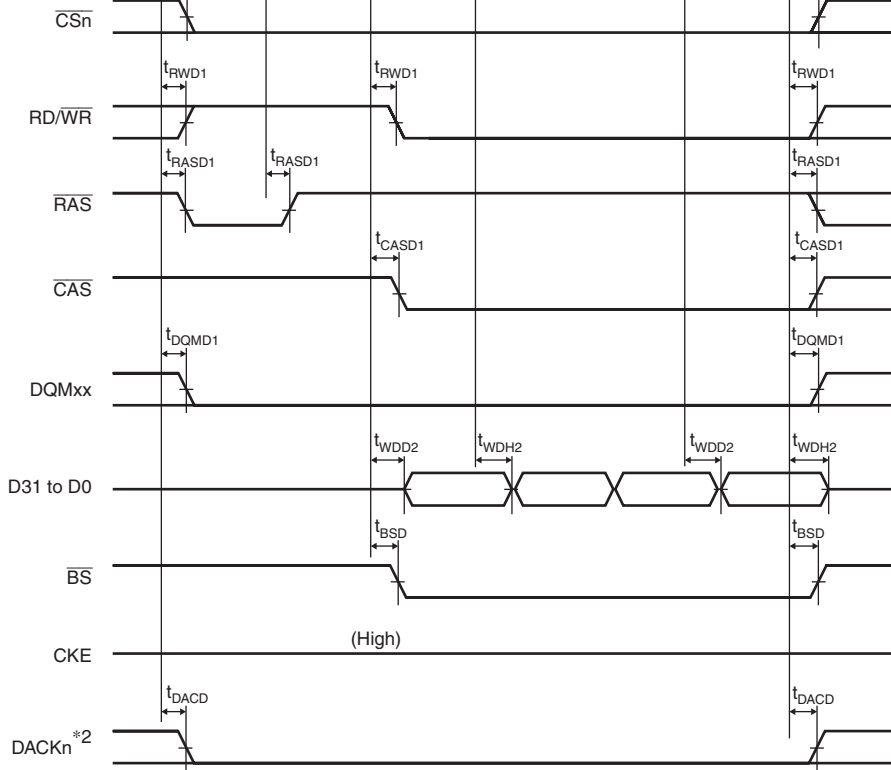 CSn
tRWD1 tRWD1 tRWD1
RD/WR
tRASD1 tRASD1 tRASD1
RAS
tCASD1 tCASD1
CAS
tDQMD1 tDQMD1
DQMxx
tWDD2 tWDH2 tWDD2 tWDH2
D31 to D0
tBSD tBSD
BS
(High)
CKE
tDACD tDACD
DACKn*2